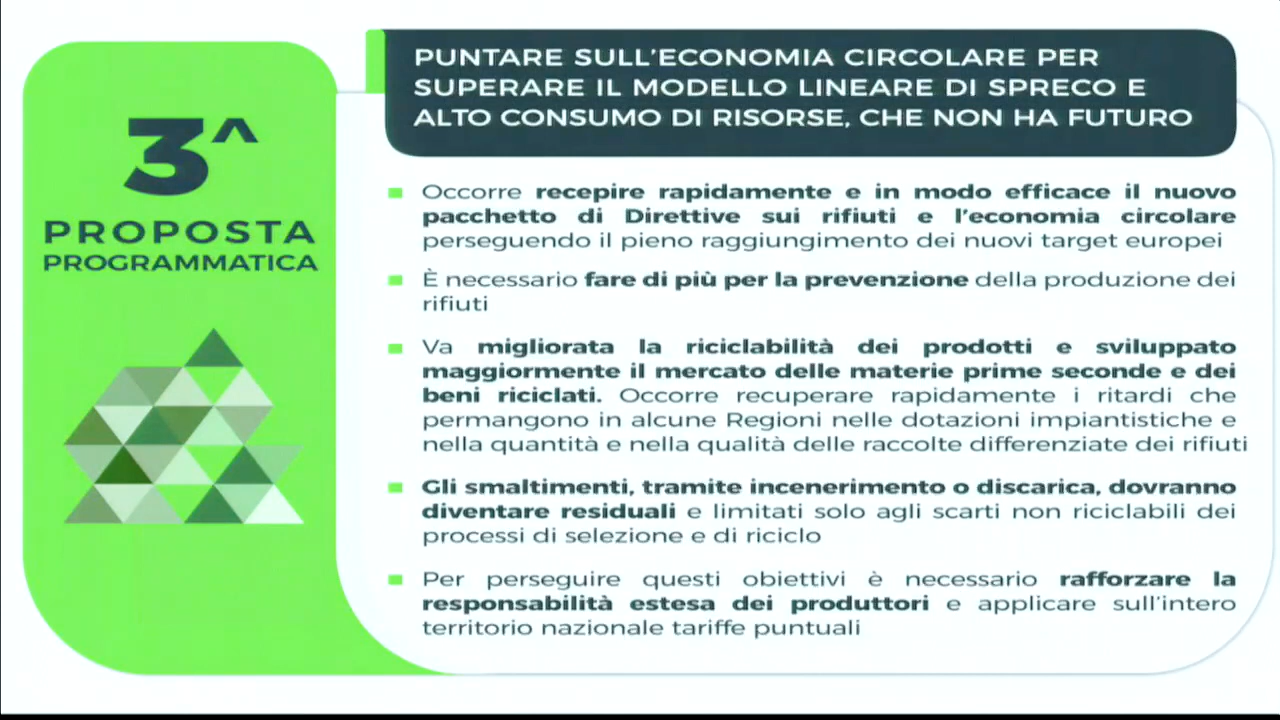 3^
PROPOSTA
PROGRAMMATICA
PUNTARE SULL'ECONOMIA CIRCOLARE PER
SUPERARE IL MODELLO LINEARE DI SPRECO E
ALTO CONSUMO DI RISORSE, CHE NON HA FUTURO
Occorre recepire rapidamente e in modo efficace il nuovo
pacchetto di Direttive sui rifiuti e l'economia circolare
perseguendo il pieno raggiungimento dei nuovi target europei
È necessario fare di più per la prevenzione della produzione dei
rifiuti
Va migliorata la riciclabilità dei prodotti e sviluppato
maggiormente il mercato delle materie prime seconde e dei
beni riciclati. Occorre recuperare rapidamente i ritardi che
permangono in alcune Regioni nelle dotazioni impiantistiche e
nella quantità e nella qualità delle raccolte differenziate dei rifiuti
Gli smaltimenti, tramite incenerimento o discarica, dovranno
diventare residuali e limitati solo agli scarti non riciclabili dei
processi di selezione e di riciclo
Per perseguire questi obiettivi è necessario rafforzare la
responsabilità estesa dei produttori e applicare sull'intero
territorio nazionale tariffe puntuali